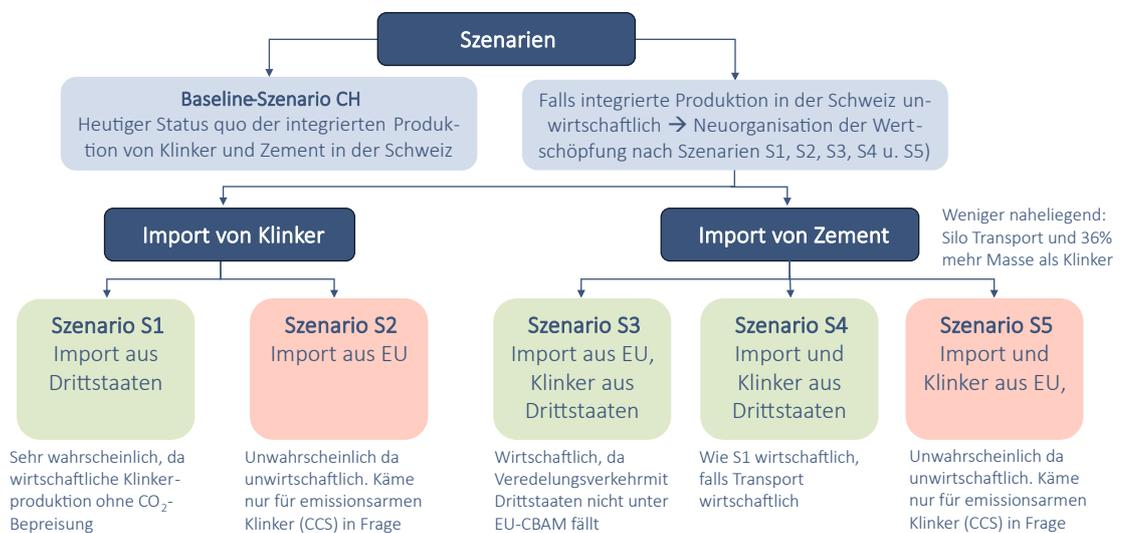 Szenarien
Baseline-Szenario CH
Heutiger Status quo der integrierten Produk-
tion von Klinker und Zement in der Schweiz
Falls integrierte Produktion in der Schweiz un-
wirtschaftlich → Neuorganisation der Wert-
schöpfung nach Szenarien S1, S2, S3, S4 u. S5)
Import von Klinker
Import von Zement
Weniger naheliegend:
Silo Transport und 36%
mehr Masse als Klinker
Szenario S1
Import aus
Drittstaaten
Szenario S2
Import aus EU
Szenario S3
Import aus EU,
Klinker aus
Drittstaaten
Szenario S4
Import und
Klinker aus
Drittstaaten
Szenario S5
Import und
Klinker aus EU,
Sehr wahrscheinlich, da
wirtschaftliche Klinker-
produktion ohne CO₂-
Bepreisung
Unwahrscheinlich da
unwirtschaftlich. Käme
nur für emissionsarmen
Klinker (CCS) in Frage
Wirtschaftlich, da
Veredelungsverkehrmit
Drittstaaten nicht unter
EU-CBAM fällt
Wie S1 wirtschaftlich,
falls Transport
wirtschaftlich
Unwahrscheinlich da
unwirtschaftlich. Käme
nur für emissionsarmen
Klinker (CCS) in Frage